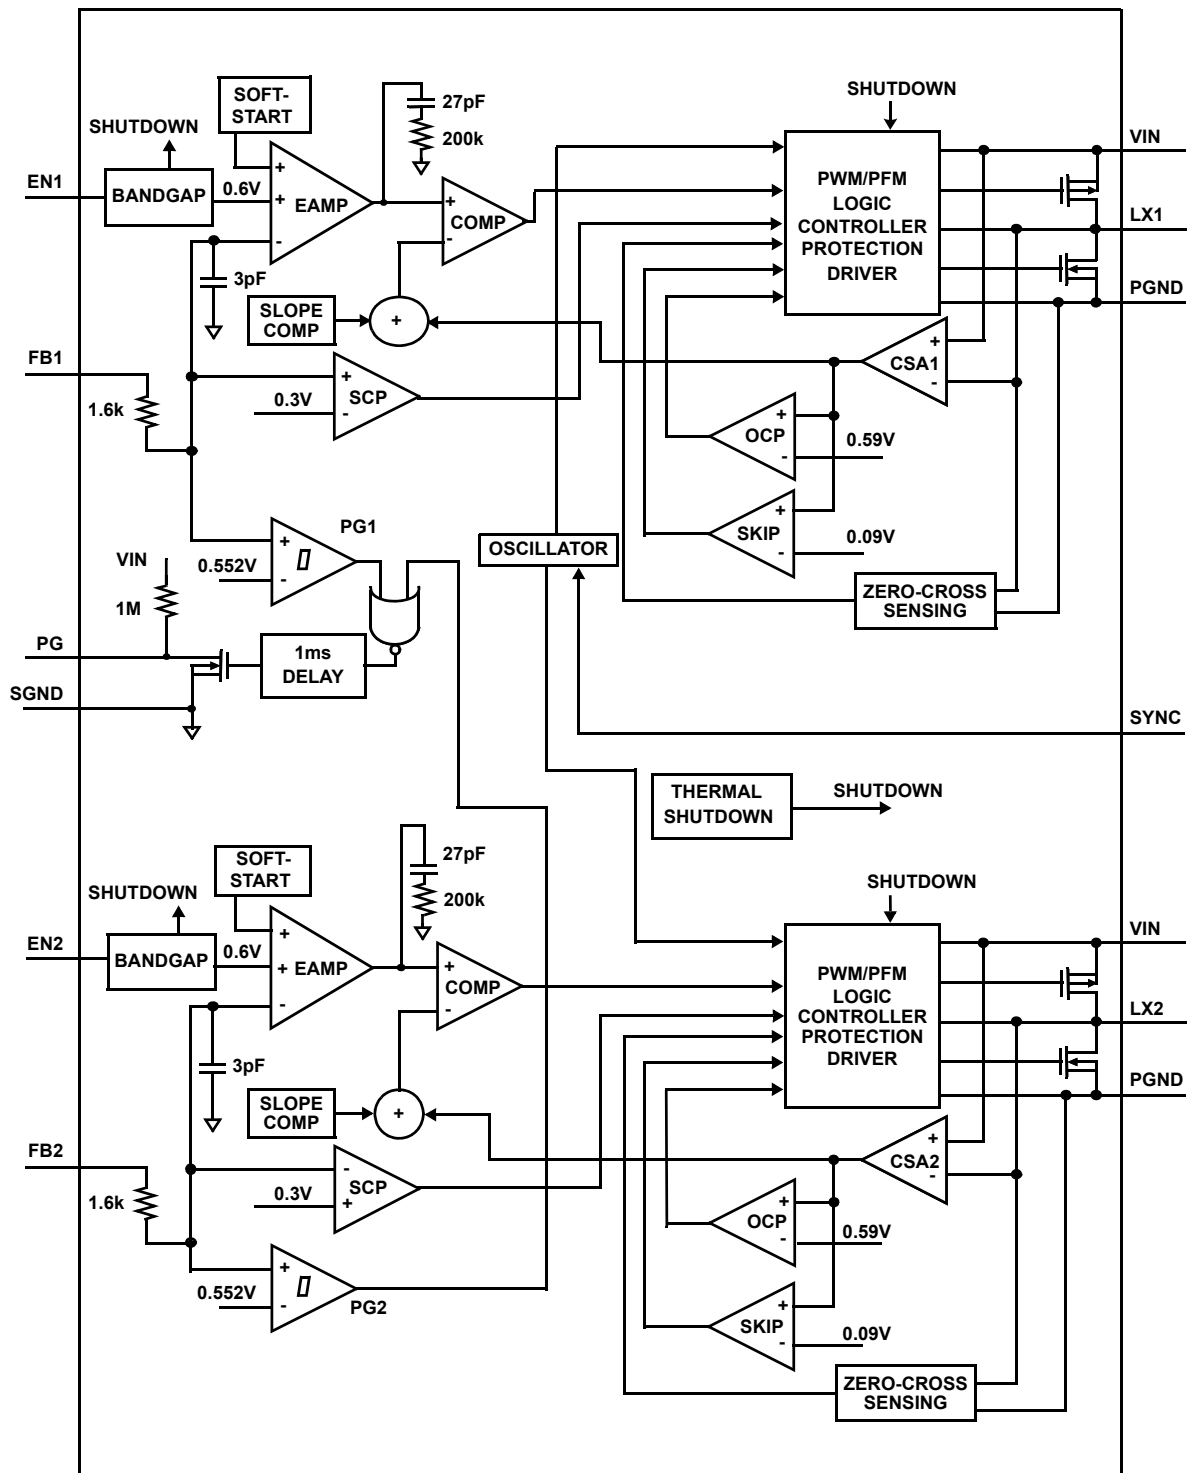 SHUTDOWN
SOFT-
START
27pF
200k
SHUTDOWN
VIN
EN1
BANDGAP
0.6V
+
+
-
EAMP
+
-
COMP
PWM/PFM
LOGIC
CONTROLLER
PROTECTION
DRIVER
LX1
3pF
PGND
SLOPE
COMP
+
+
-
CSA1
FB1
1.6k
+
-
SCP
0.3V
+
-
OCP
0.59V
PG1
+
-
0.552V
+
-
SKIP
0.09V
OSCILLATOR
VIN
1M
ZERO-CROSS
SENSING
PG
1ms
DELAY
SGND
SYNC
THERMAL
SHUTDOWN
SHUTDOWN
SOFT-
START
27pF
200k
SHUTDOWN
SHUTDOWN
VIN
EN2
BANDGAP
0.6V
+
+
-
EAMP
+
-
COMP
PWM/PFM
LOGIC
CONTROLLER
PROTECTION
DRIVER
LX2
3pF
PGND
SLOPE
COMP
+
+
-
CSA2
FB2
1.6k
-
+
SCP
0.3V
+
-
OCP
0.59V
+
-
0.552V
PG2
+
-
SKIP
0.09V
ZERO-CROSS
SENSING